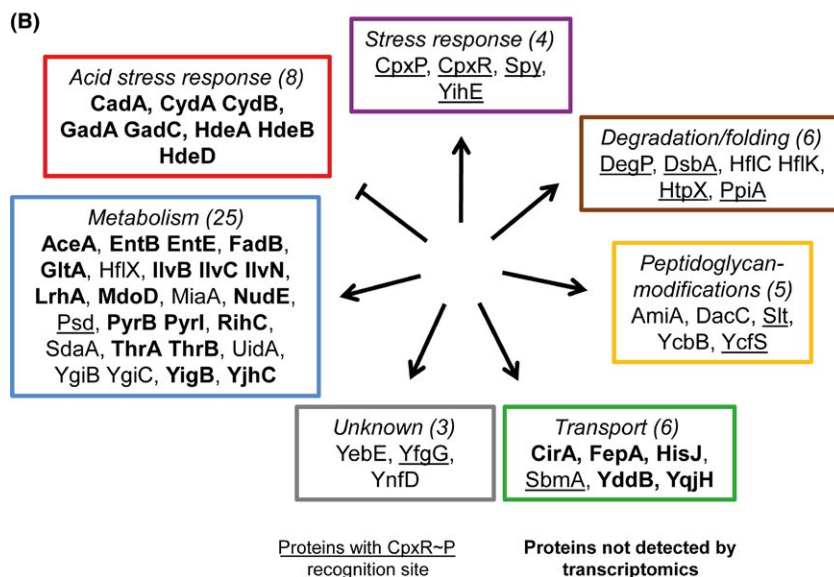 (B)
Stress response (4)
CpxP, CpxR, Spy,
YihE
Acid stress response (8)
CadA, CydA CydB,
GadA GadC, HdeA HdeB
HdeD
Degradation/folding (6)
DegP, DsbA, HflC HflK,
HtpX, PpiA
Metabolism (25)
AceA, EntB EntE, FadB,
GltA, HflX, IlvB IlvC IlvN,
LrhA, MdoD, MiaA, NudE,
Psd, PyrB PyrI, RihC,
SdaA, ThrA ThrB, UidA,
YgiB YgiC, YigB, YjhC
Peptidoglycan-
modifications (5)
AmiA, DacC, Slt,
YcbB, YcfS
Unknown (3)
YebE, YfgG,
YnfD
Transport (6)
CirA, FepA, HisJ,
SbmA, YddB, YqjH
Proteins with CpxR~P
recognition site
Proteins not detected by
transcriptomics